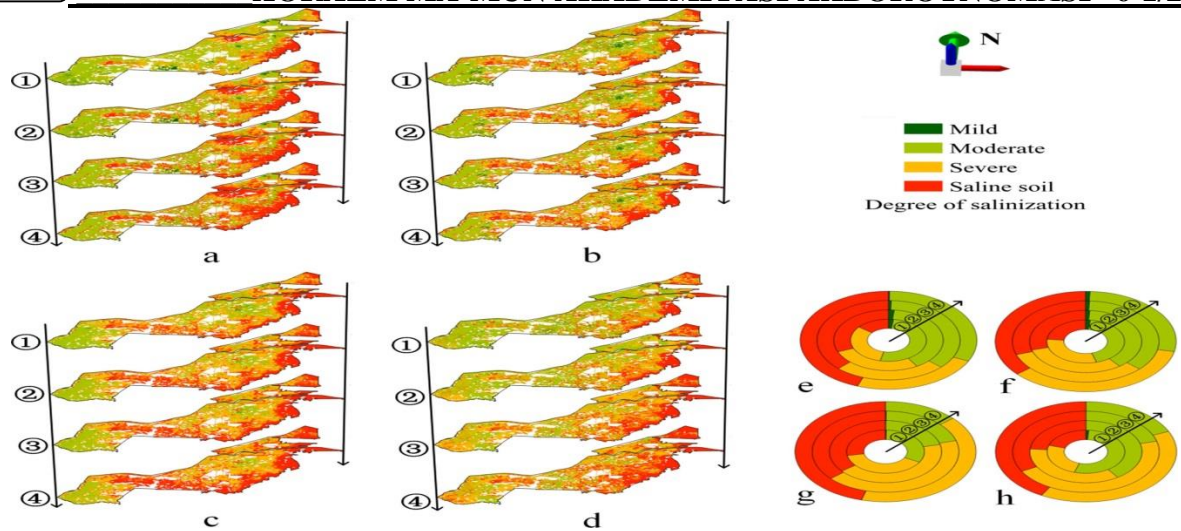 N
①
②
③
④
a
①
②
③
④
b
Mild
Moderate
Severe
Saline soil
Degree of salinization
①
②
③
④
c
①
②
③
④
d
①②③④
e
①②③④
f
①②③④
g
①②③④
h